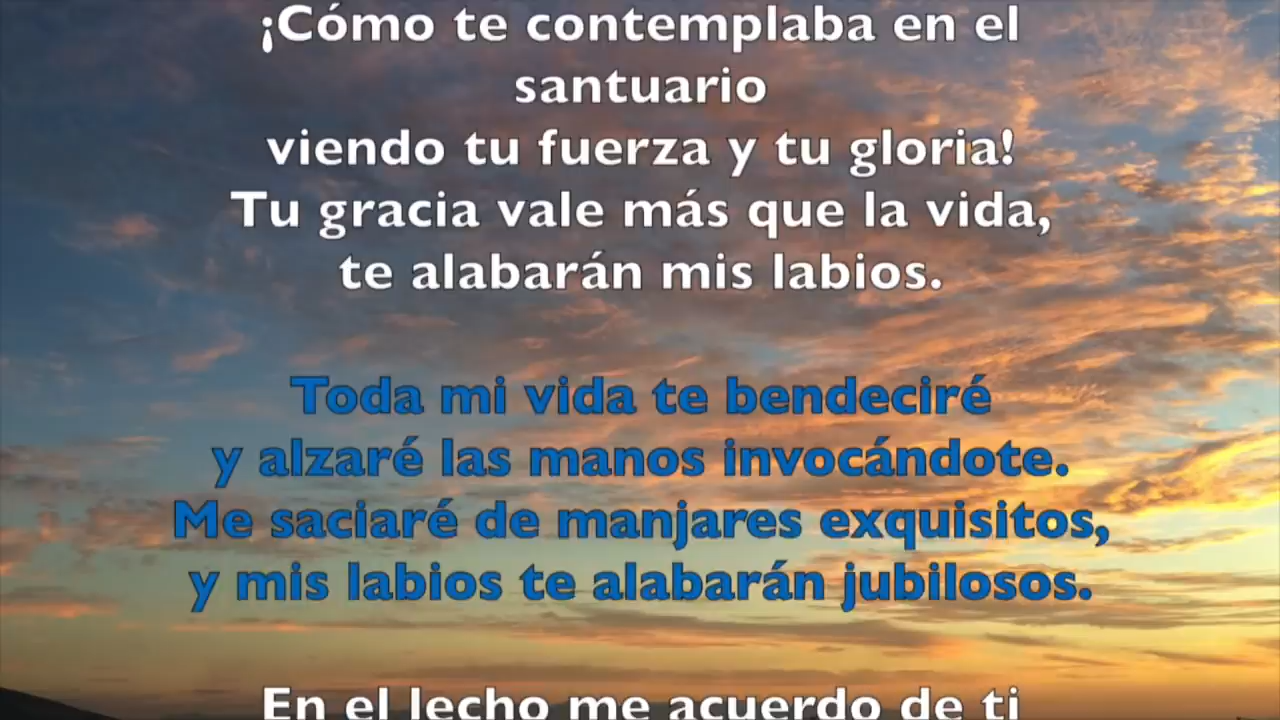 ¡Cómo te contemplaba en el
santuario
viendo tu fuerza y tu gloria!
Tu gracia vale más que la vida,
te alabarán mis labios.
Toda mi vida te bendeciré
y alzaré las manos invocándote.
Me saciaré de manjares exquisitos,
y mis labios te alabarán jubilosos.
En el lecho me acuerdo de ti